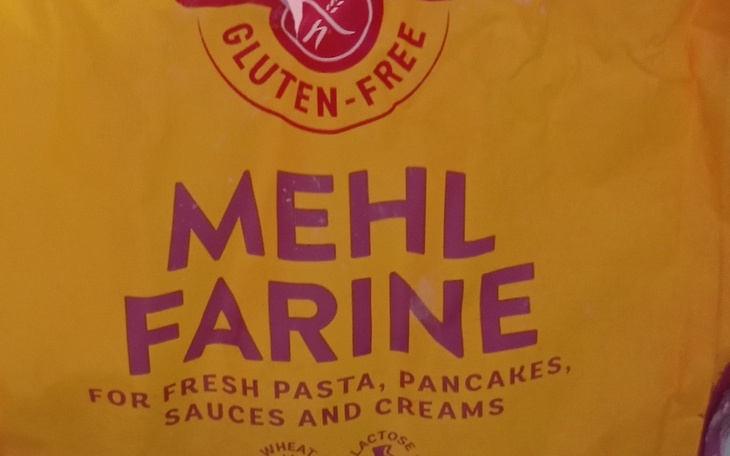 GLUTEN-FREE
MEHL
FARINE
FOR FRESH PASTA, PANCAKES,
SAUCES AND CREAMS
WHEAT
LACTOSE